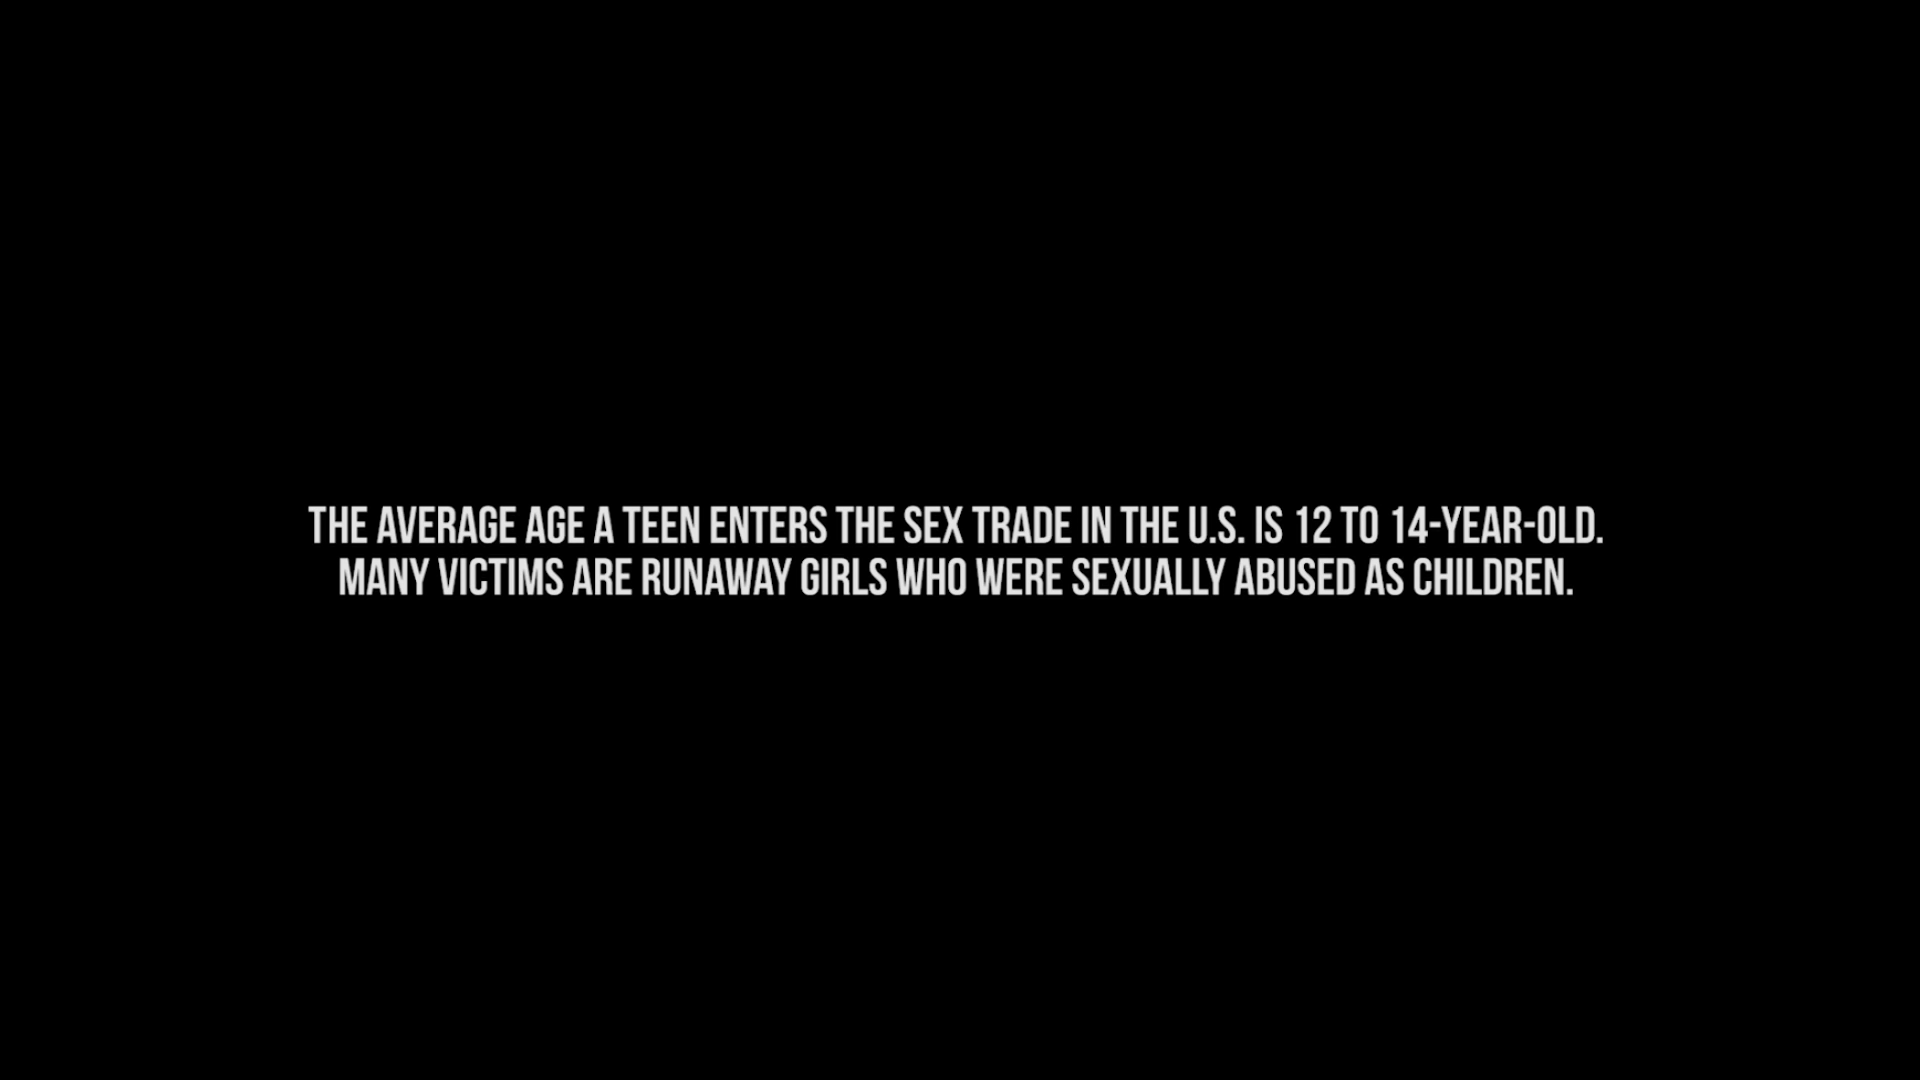 THE AVERAGE AGE A TEEN ENTERS THE SEX TRADE IN THE U.S. IS 12 TO 14-YEAR-OLD.
MANY VICTIMS ARE RUNAWAY GIRLS WHO WERE SEXUALLY ABUSED AS CHILDREN.